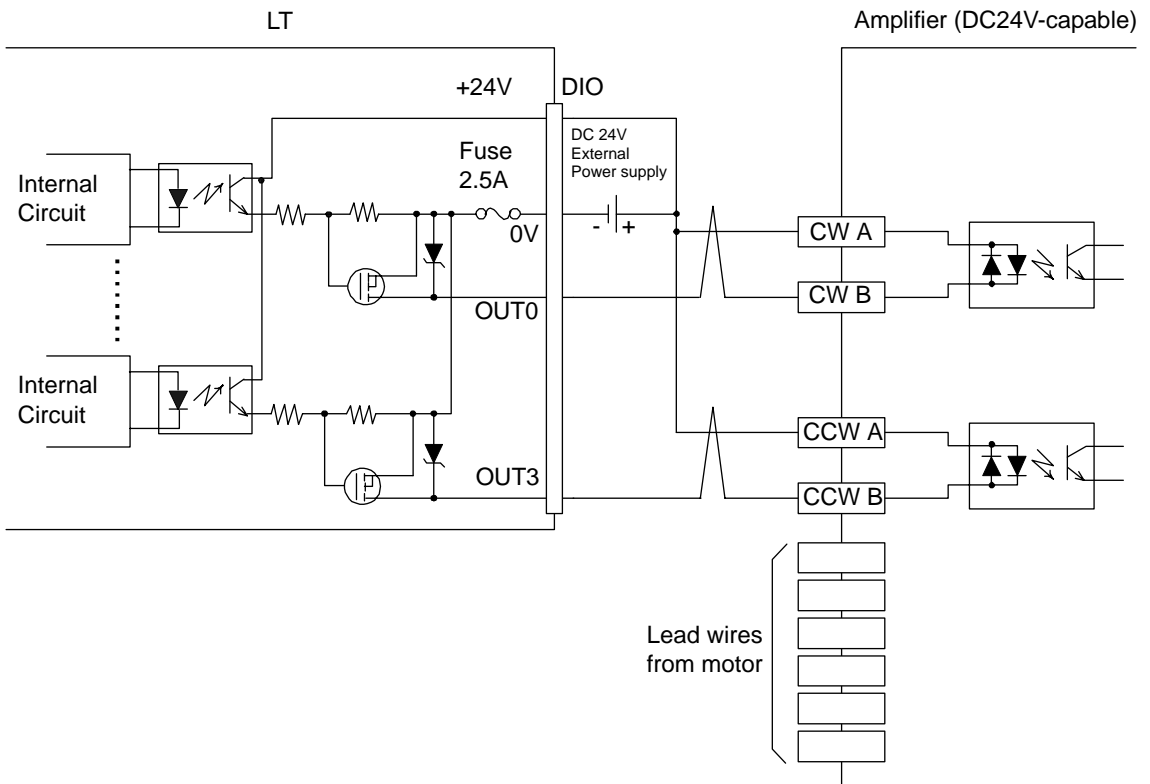 LT
Amplifier (DC24V-capable)
+24V
DIO
DC 24V
External
Power supply
Fuse
2.5A
Internal
Circuit
0V
- +
CW A
CW B
OUT0
Internal
Circuit
CCW A
OUT3
CCW B
Lead wires
from motor